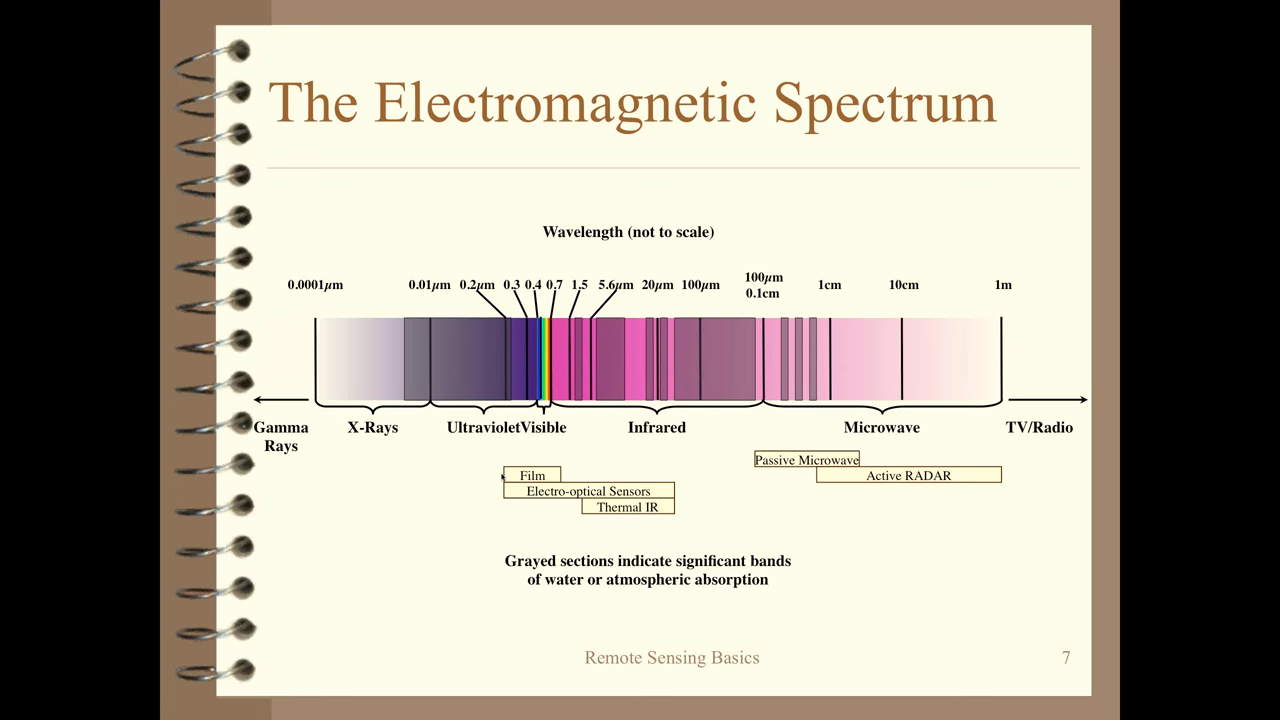 The Electromagnetic Spectrum
Wavelength (not to scale)
0.0001µm 0.01µm 0.2µm 0.3 0.4 0.7 1.5 5.6µm 20µm 100µm 100µm 1cm 10cm 1m
0.1cm
Gamma X-Rays Ultraviolet Visible Infrared Microwave TV/Radio
Rays
Passive Microwave
Film Active RADAR
Electro-optical Sensors
Thermal IR
Grayed sections indicate significant bands
of water or atmospheric absorption
Remote Sensing Basics 7